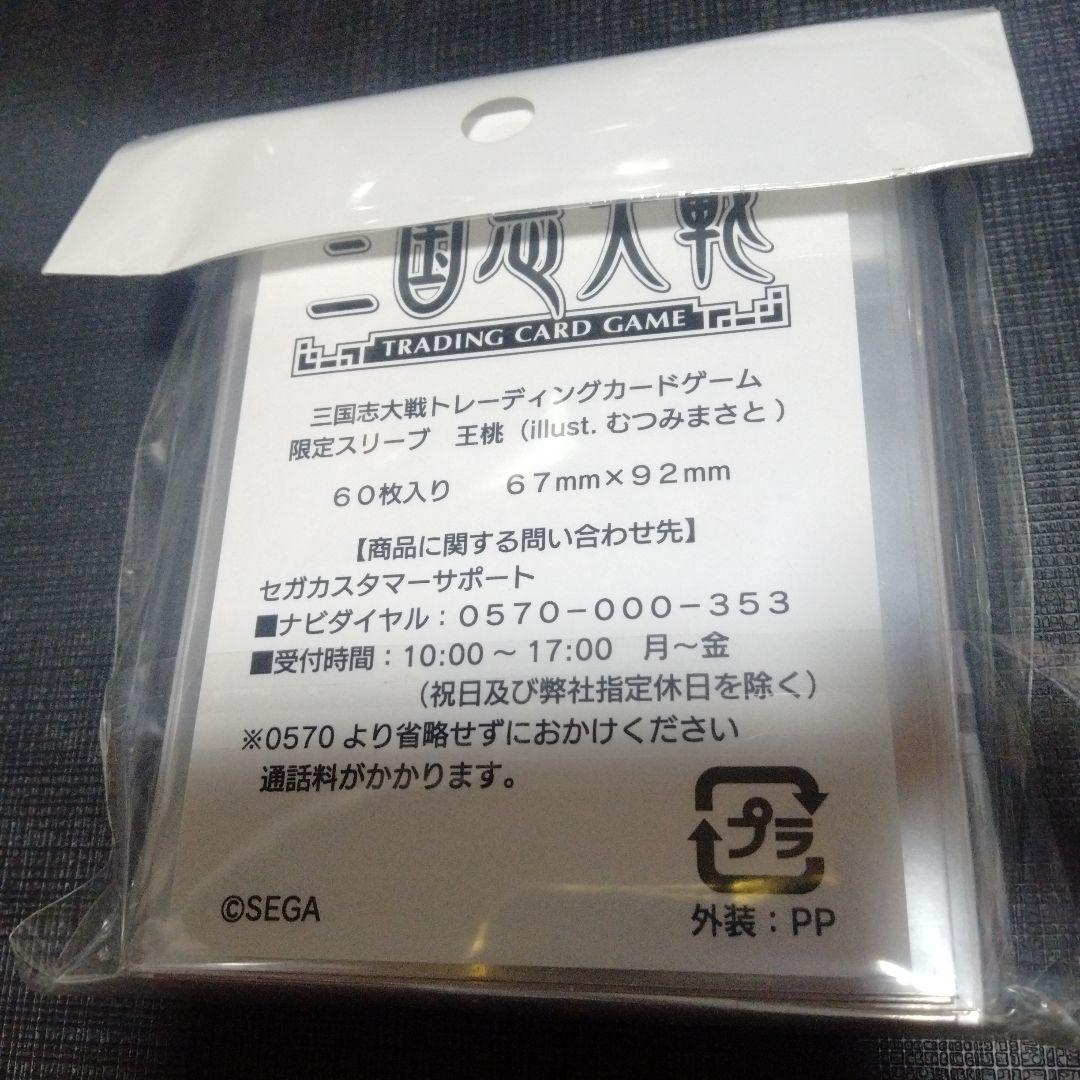 三国志大戦
TRADING CARD GAME
三国志大戦トレーディングカードゲーム
限定スリーブ　王桃（illust. むつみまさと）
６０枚入り　　６７mm×９２mm
【商品に関する問い合わせ先】
セガカスタマーサポート
■ナビダイヤル：０５７０－０００－３５３
■受付時間：10:00 ～ 17:00　月～金
（祝日及び弊社指定休日を除く）
※0570 より省略せずにおかけください
通話料がかかります。
プラ
外装：PP
©SEGA